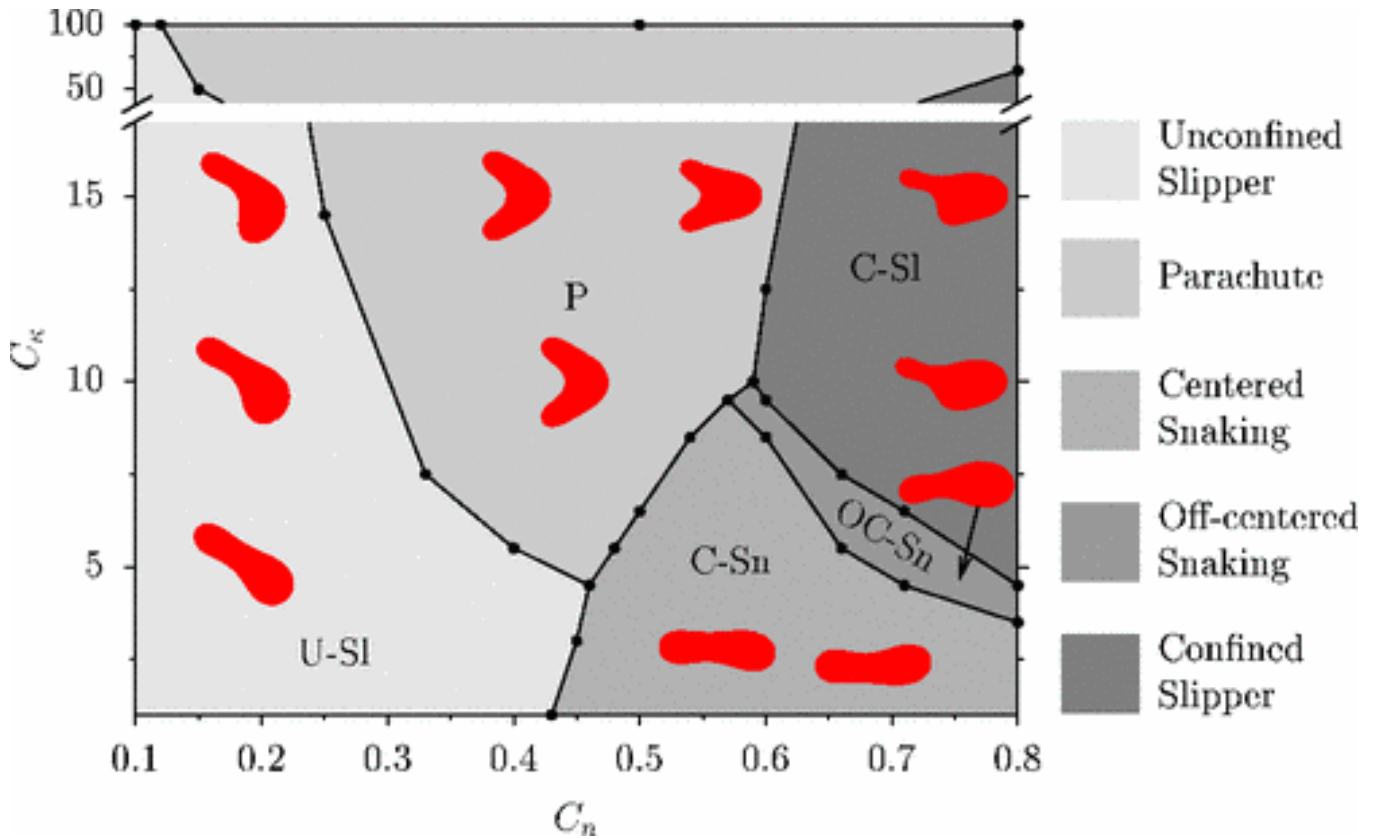 100
50
15
10
5
C_κ
0.1 0.2 0.3 0.4 0.5 0.6 0.7 0.8
C_n
P
C-Sl
OC-Sn
C-Sn
U-Sl
Unconfined
Slipper
Parachute
Centered
Snaking
Off-centered
Snaking
Confined
Slipper